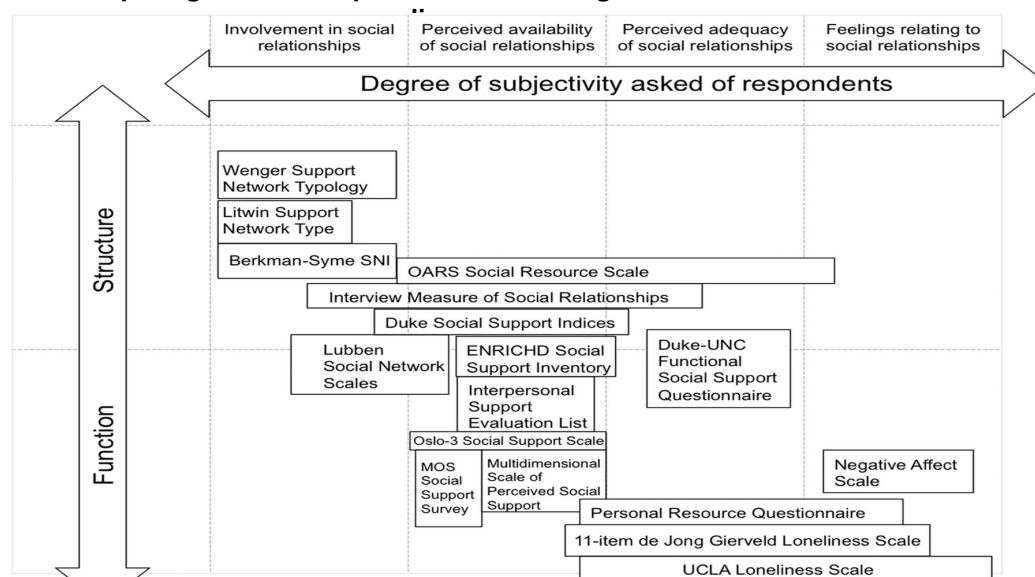 Involvement in social
relationships
Perceived availability
of social relationships
Perceived adequacy
of social relationships
Feelings relating to
social relationships
Degree of subjectivity asked of respondents
Structure
Function
Wenger Support
Network Typology
Litwin Support
Network Type
Berkman-Syme SNI
OARS Social Resource Scale
Interview Measure of Social Relationships
Duke Social Support Indices
Lubben
Social Network
Scales
ENRICHD Social
Support Inventory
Duke-UNC
Functional
Social Support
Questionnaire
Interpersonal
Support
Evaluation List
Oslo-3 Social Support Scale
MOS
Social
Support
Survey
Multidimensional
Scale of
Perceived Social
Support
Negative Affect
Scale
Personal Resource Questionnaire
11-item de Jong Gierveld Loneliness Scale
UCLA Loneliness Scale